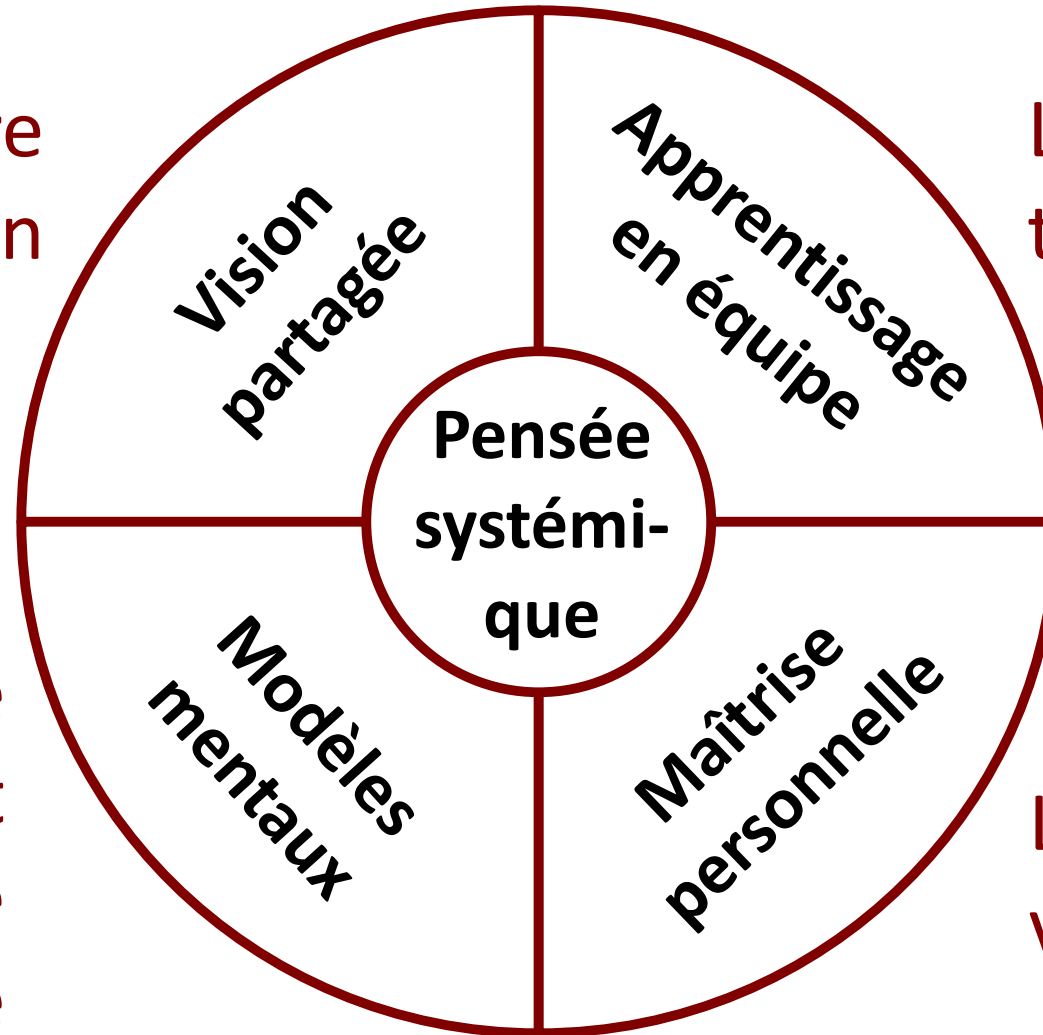 Vision
partagée
Apprentissage
en équipe
Pensée
systémi-
que
Modèles
mentaux
Maîtrise
personnelle